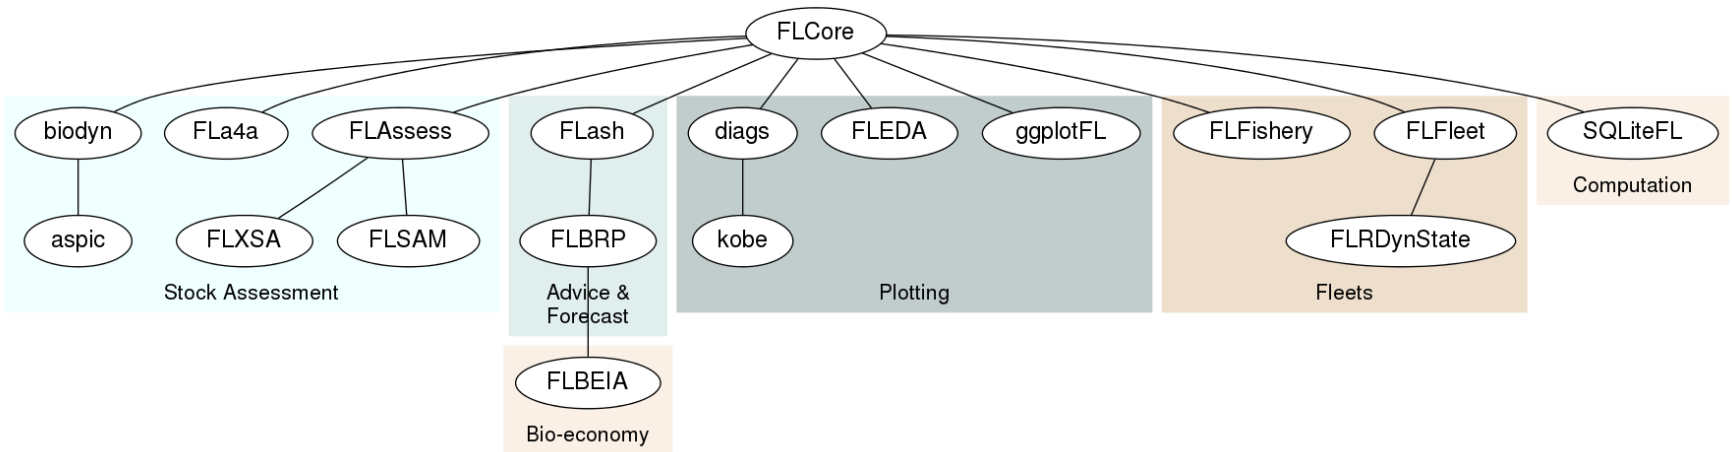 FLCore
biodyn
FLa4a
FLAssess
FLash
diags
FLEDA
ggplotFL
FLFishery
FLFleet
SQLiteFL
Computation
aspic
FLXSA
FLSAM
FLBRP
kobe
FLRDynState
Stock Assessment
Advice &
Forecast
Plotting
Fleets
FLBEIA
Bio-economy